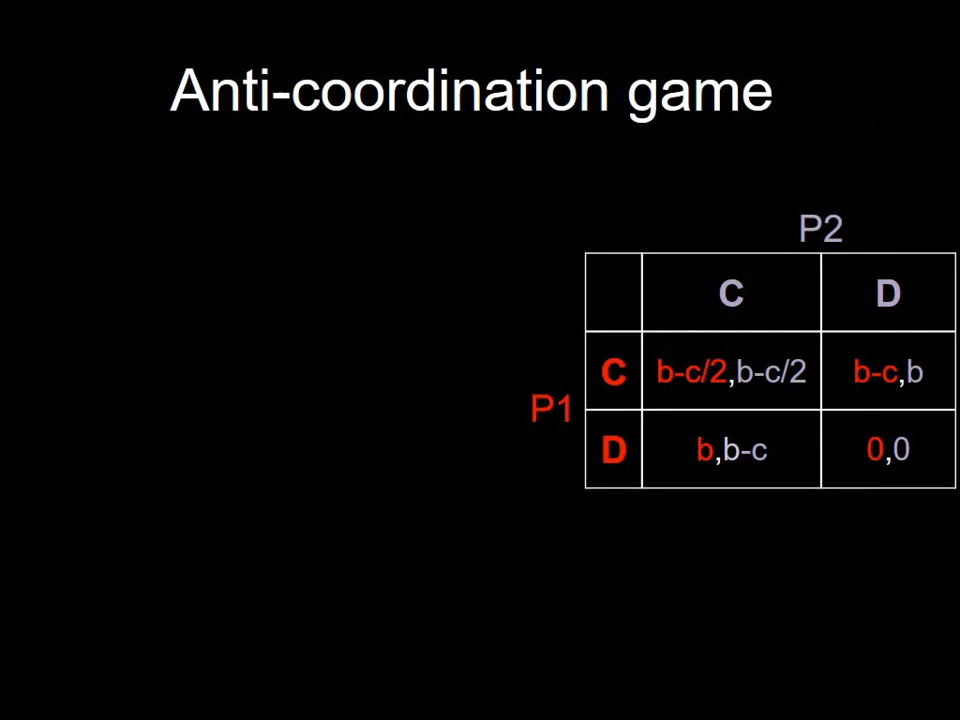 Anti-coordination game
P2
C D
C b-c/2,b-c/2 b-c,b
P1
D b,b-c 0,0